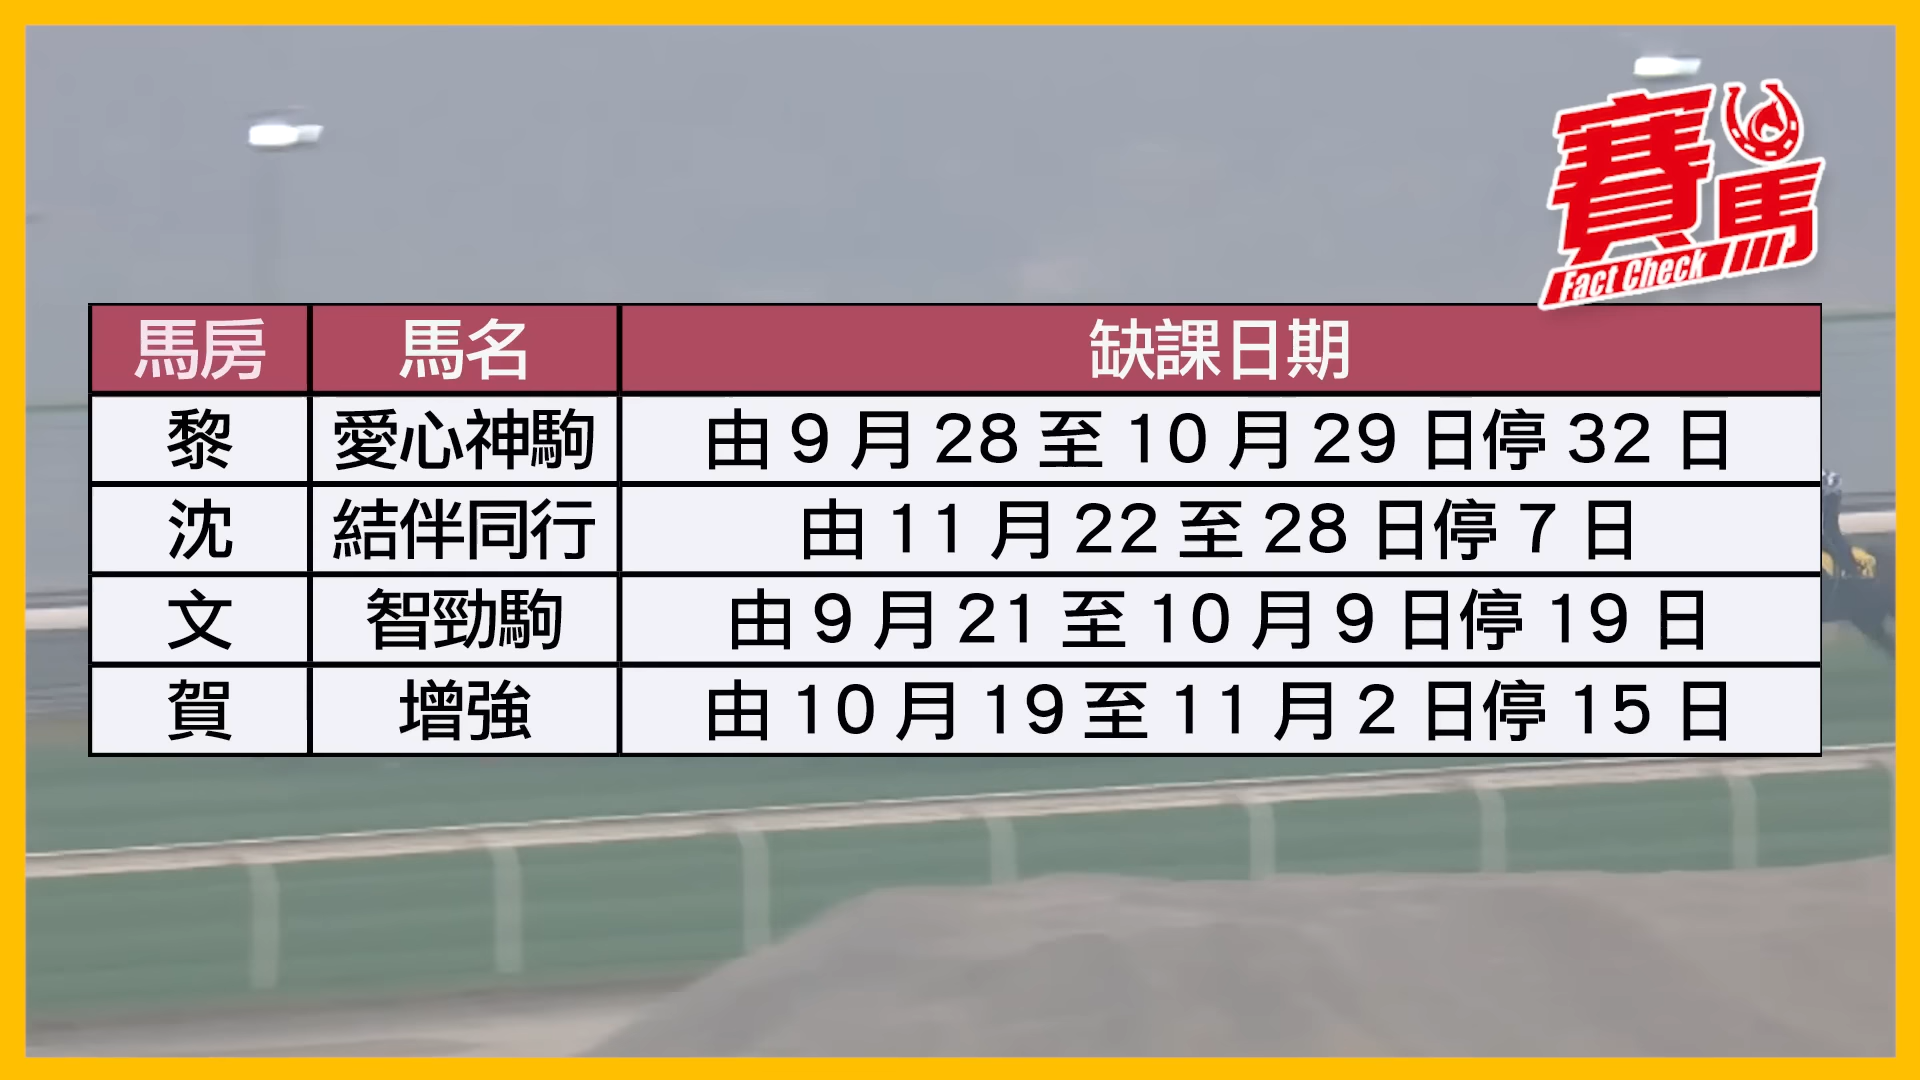 賽馬
Fact Check
馬房 馬名 缺課日期
黎 愛心神駒 由9月28至10月29日停32日
沈 結伴同行 由11月22至28日停7日
文 智勁駒 由9月21至10月9日停19日
賀 增強 由10月19至11月2日停15日